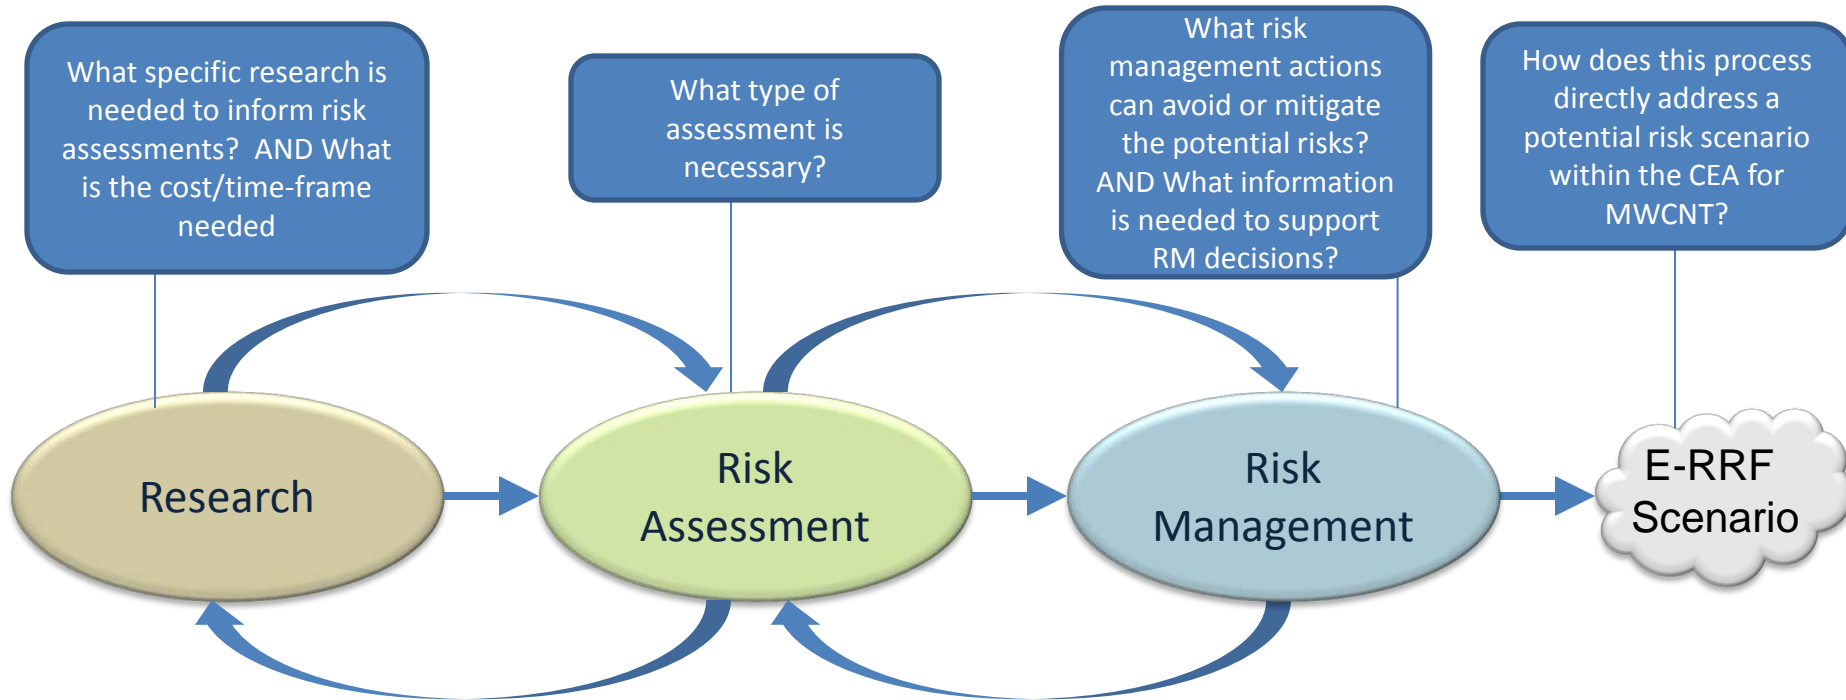 What specific research is
needed to inform risk
assessments?  AND What
is the cost/time-frame
needed
What type of
assessment is
necessary?
What risk
management actions
can avoid or mitigate
the potential risks?
AND What information
is needed to support
RM decisions?
How does this process
directly address a
potential risk scenario
within the CEA for
MWCNT?
Research
Risk
Assessment
Risk
Management
E-RRF
Scenario